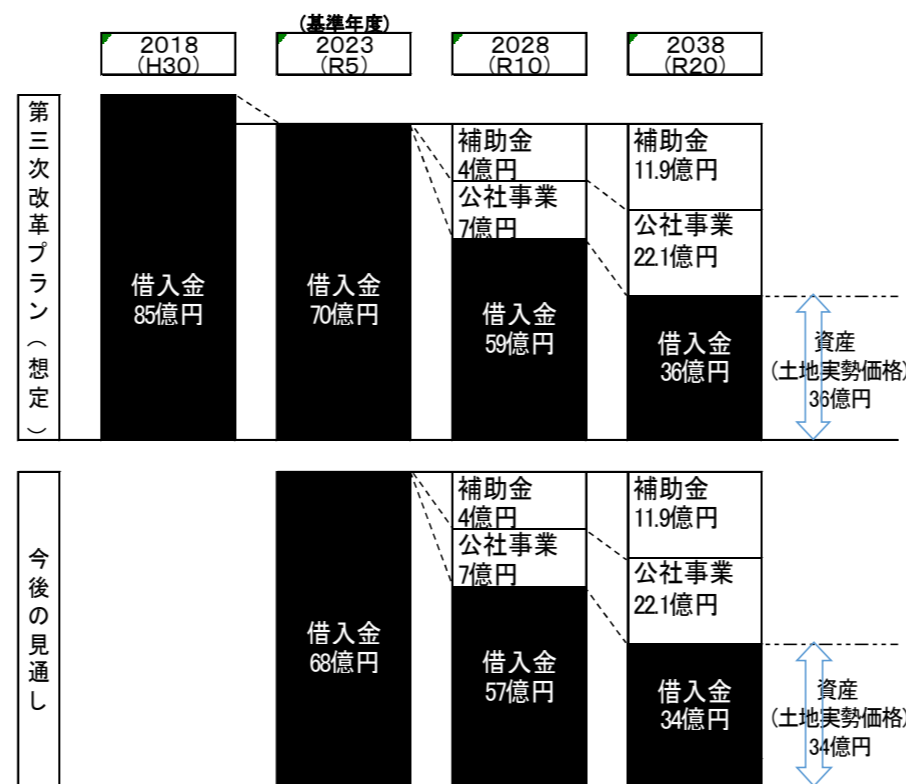 (基準年度)
2018
(H30)
2023
(R5)
2028
(R10)
2038
(R20)
第三次改革プラン(想定)
借入金
85億円
借入金
70億円
補助金
4億円
公社事業
7億円
借入金
59億円
補助金
11.9億円
公社事業
22.1億円
借入金
36億円
資産
(土地実勢価格)
36億円
今後の見通し
借入金
68億円
補助金
4億円
公社事業
7億円
借入金
57億円
補助金
11.9億円
公社事業
22.1億円
借入金
34億円
資産
(土地実勢価格)
34億円